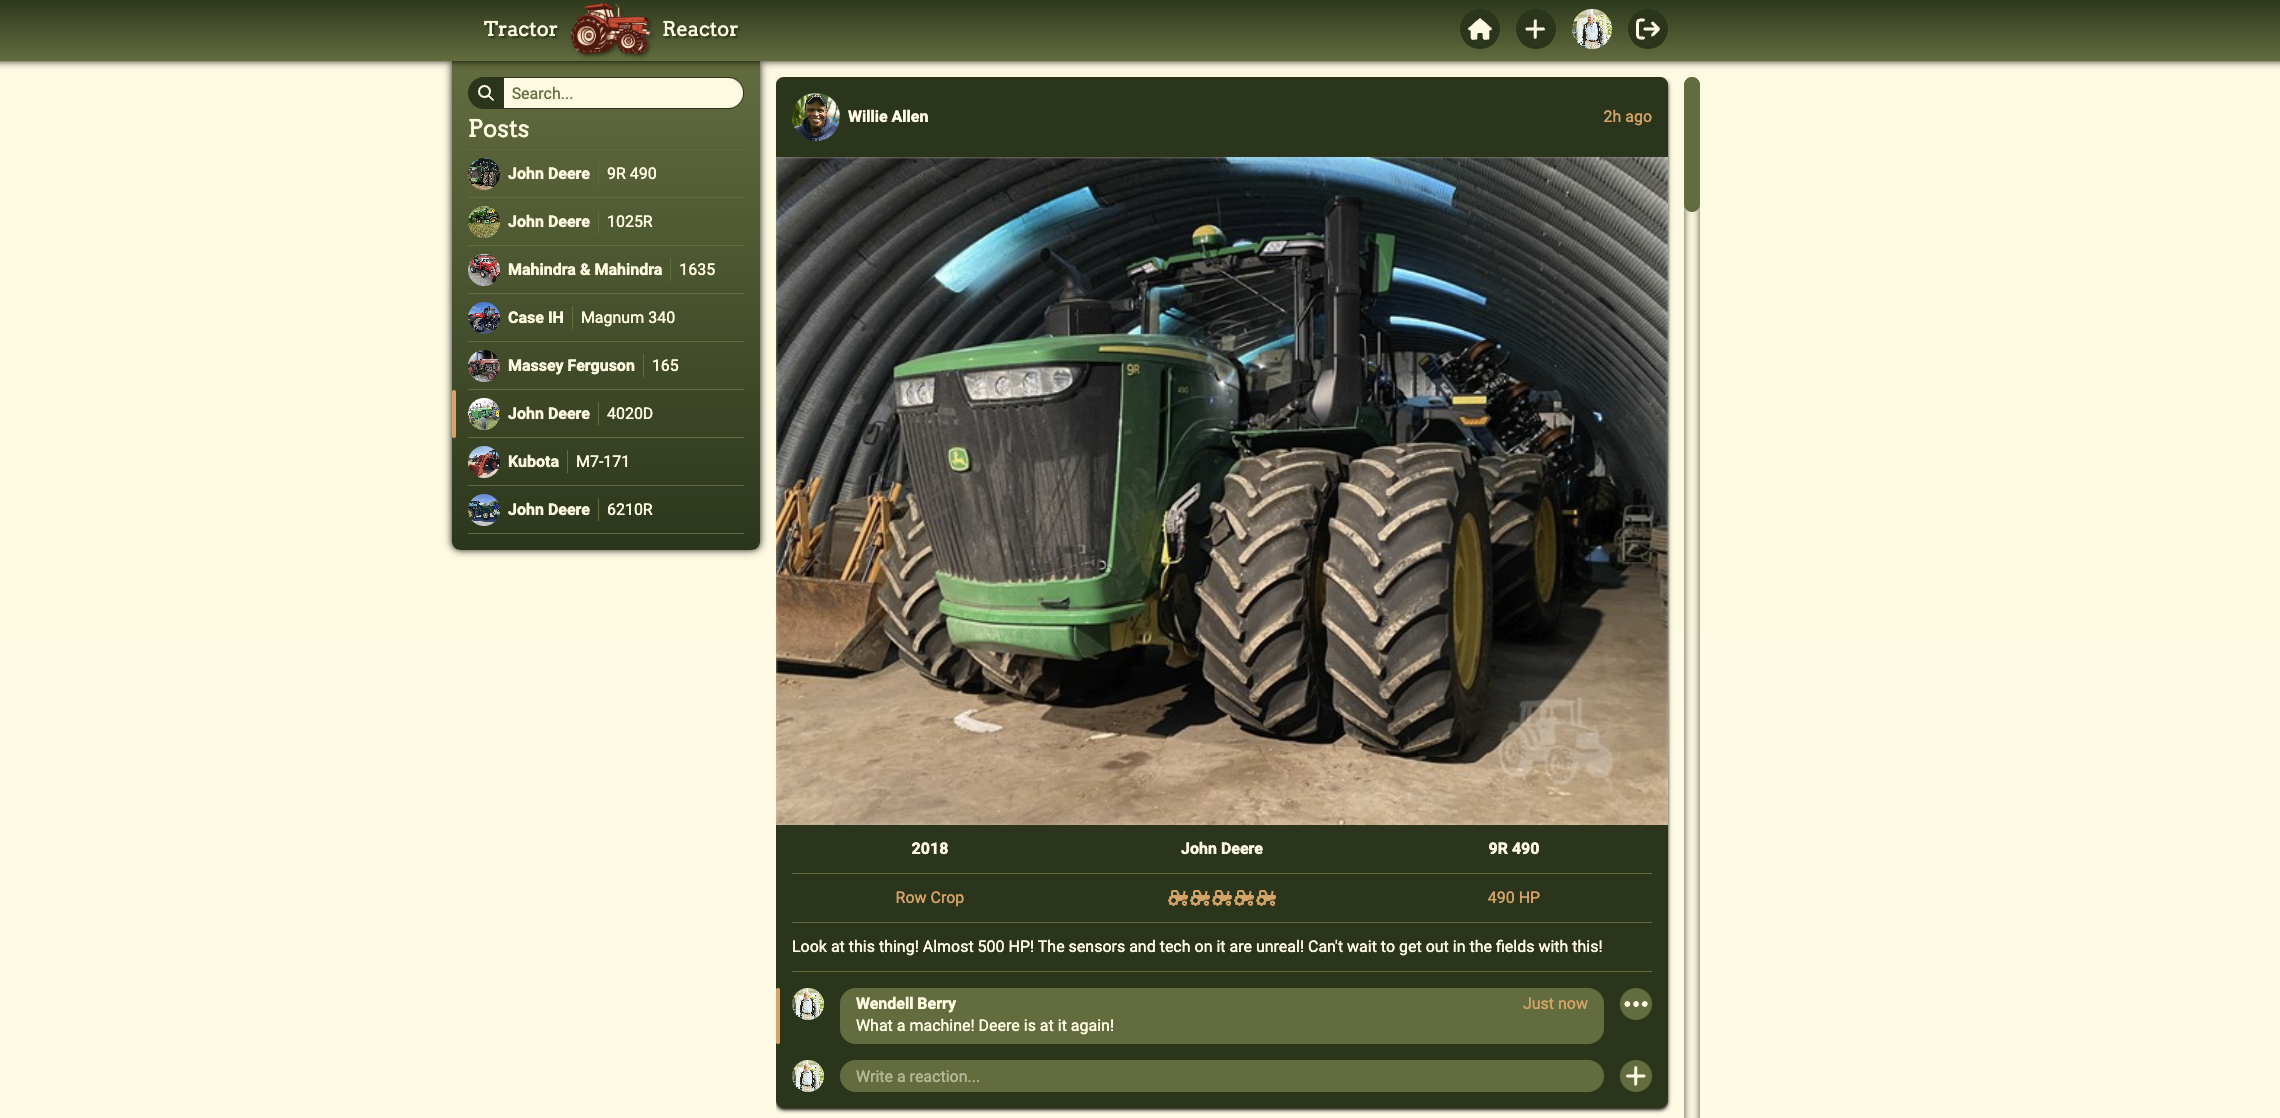 Tractor Reactor
Search...
Posts
John Deere 9R 490
John Deere 1025R
Mahindra & Mahindra 1635
Case IH Magnum 340
Massey Ferguson 165
John Deere 4020D
Kubota M7-171
John Deere 6210R
Willie Allen 2h ago
9R
490
2018 John Deere 9R 490
Row Crop 490 HP
Look at this thing! Almost 500 HP! The sensors and tech on it are unreal! Can't wait to get out in the fields with this!
Wendell Berry Just now
What a machine! Deere is at it again!
Write a reaction...